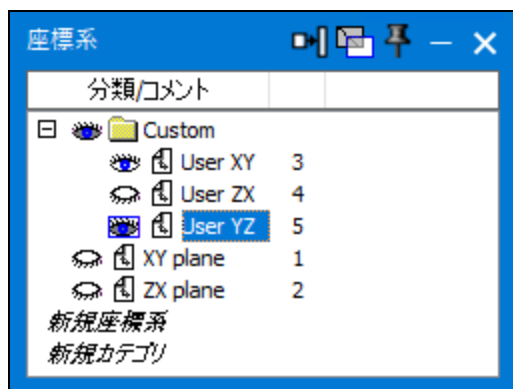 座標系
分類/コメント
Custom
User XY 3
User ZX 4
User YZ 5
XY plane 1
ZX plane 2
新規座標系
新規カテゴリ